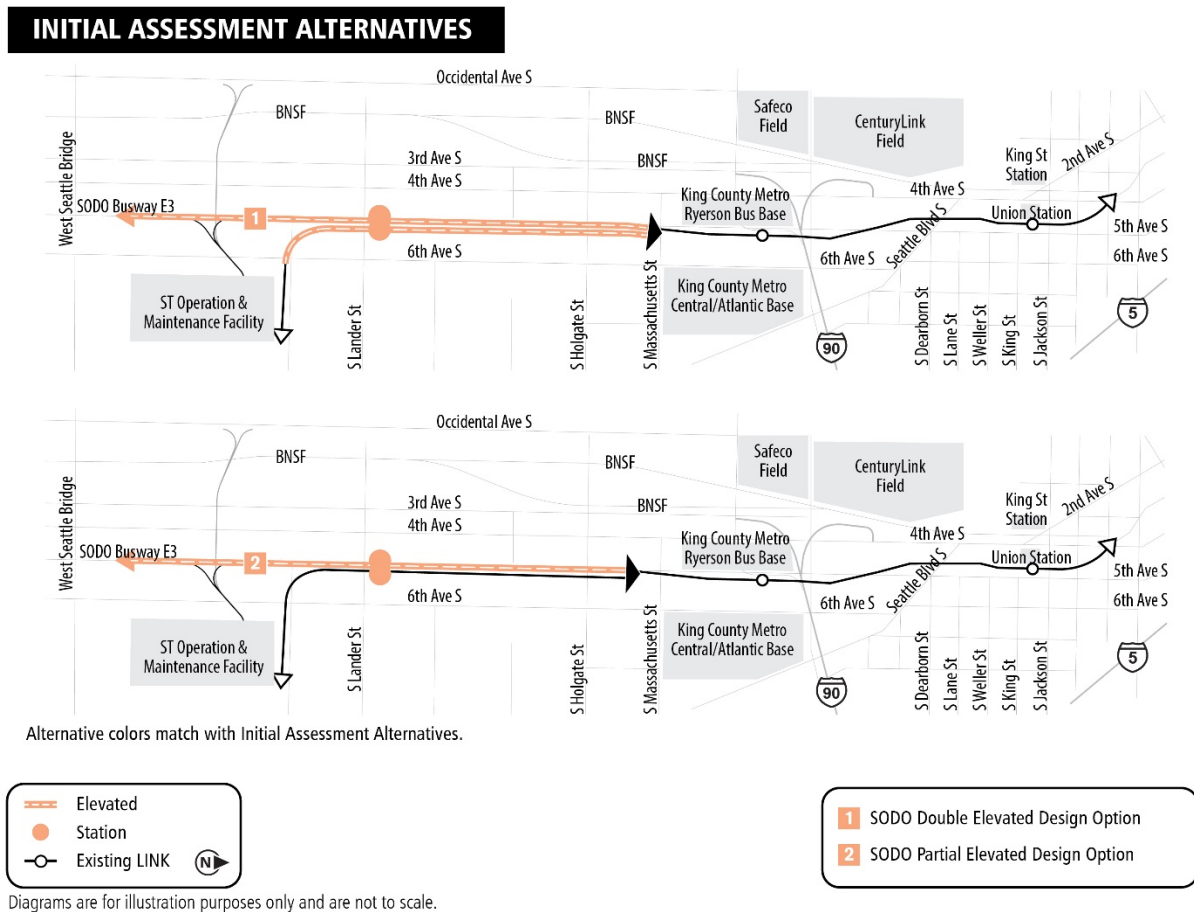 INITIAL ASSESSMENT ALTERNATIVES
Occidental Ave S
BNSF
BNSF
Safeco
Field
CenturyLink
Field
West Seattle Bridge
3rd Ave S
BNSF
4th Ave S
King St
Station
2nd Ave S
SODO Busway E3
1
King County Metro
Ryerson Bus Base
4th Ave S
Union Station
Seattle Blvd S
5th Ave S
6th Ave S
6th Ave S
6th Ave S
ST Operation &
Maintenance Facility
King County Metro
Central/Atlantic Base
S Lander St
S Holgate St
S Massachusetts St
90
S Dearborn St
S Lane St
S Weller St
S King St
S Jackson St
5
Occidental Ave S
BNSF
BNSF
Safeco
Field
CenturyLink
Field
West Seattle Bridge
3rd Ave S
BNSF
4th Ave S
King St
Station
2nd Ave S
SODO Busway E3
2
King County Metro
Ryerson Bus Base
4th Ave S
Union Station
Seattle Blvd S
5th Ave S
6th Ave S
6th Ave S
6th Ave S
ST Operation &
Maintenance Facility
King County Metro
Central/Atlantic Base
S Lander St
S Holgate St
S Massachusetts St
90
S Dearborn St
S Lane St
S Weller St
S King St
S Jackson St
5
Alternative colors match with Initial Assessment Alternatives.
Elevated
Station
Existing LINK
N
1 SODO Double Elevated Design Option
2 SODO Partial Elevated Design Option
Diagrams are for illustration purposes only and are not to scale.